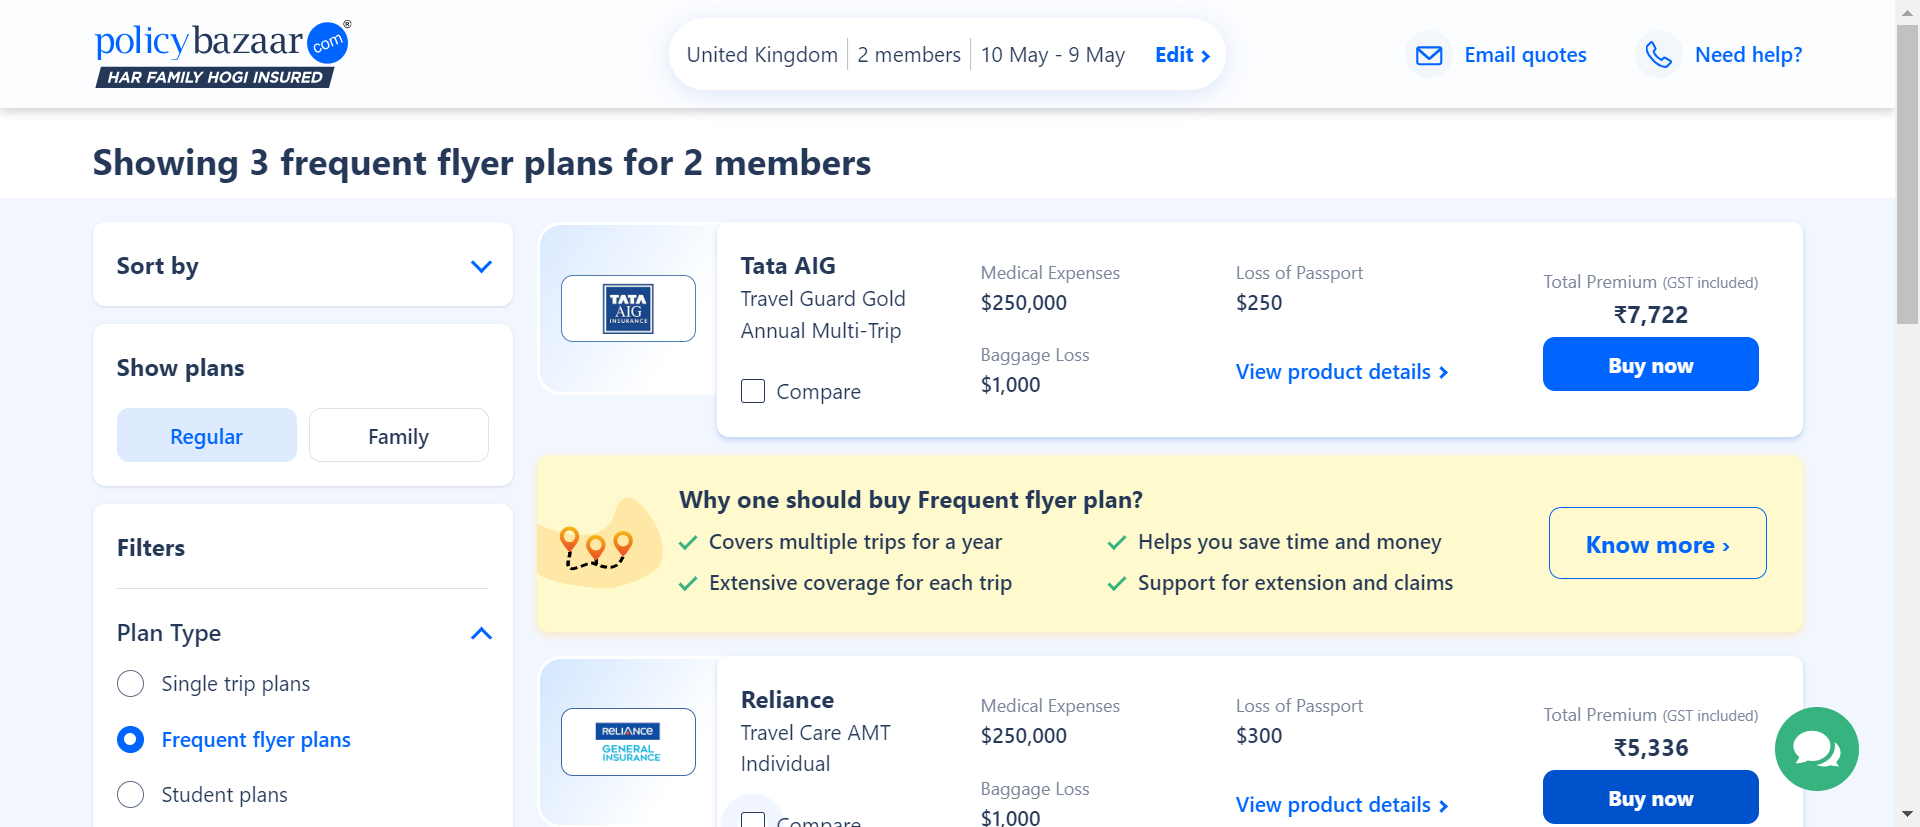 policybazaar.com®
HAR FAMILY HOGI INSURED
United Kingdom 2 members 10 May - 9 May Edit
Email quotes
Need help?
Showing 3 frequent flyer plans for 2 members
Sort by
Show plans
Regular
Family
Filters
Plan Type
Single trip plans
Frequent flyer plans
Student plans
TATA
AIG
INSURANCE
Tata AIG
Travel Guard Gold
Annual Multi-Trip
Compare
Medical Expenses
$250,000
Baggage Loss
$1,000
Loss of Passport
$250
View product details
Total Premium (GST included)
₹7,722
Buy now
Why one should buy Frequent flyer plan?
Covers multiple trips for a year
Helps you save time and money
Extensive coverage for each trip
Support for extension and claims
Know more ›
RELIANCE
GENERAL
INSURANCE
Reliance
Travel Care AMT
Individual
Compare
Medical Expenses
$250,000
Baggage Loss
$1,000
Loss of Passport
$300
View product details
Total Premium (GST included)
₹5,336
Buy now